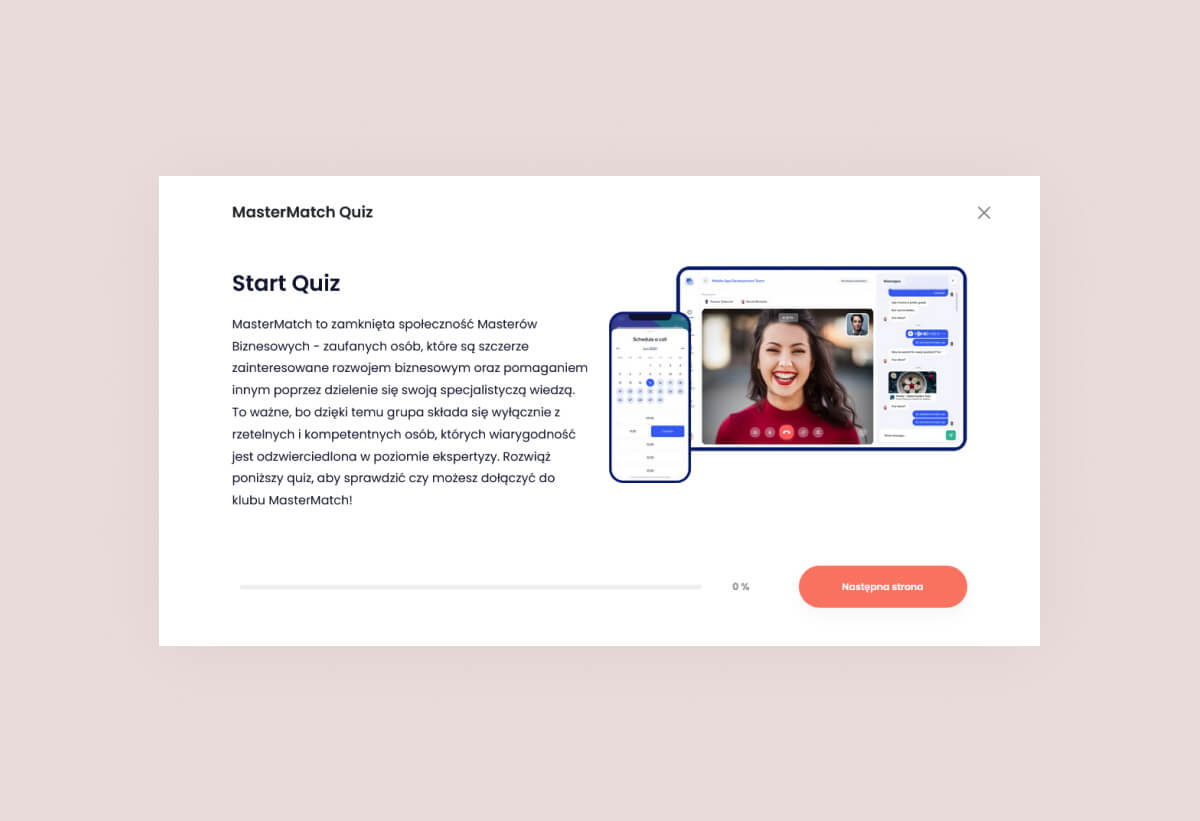 MasterMatch Quiz
Start Quiz
MasterMatch to zamknięta społeczność Masterów
Biznesowych - zaufanych osób, które są szczerze
zainteresowane rozwojem biznesowym oraz pomaganiem
innym poprzez dzielenie się swoją specjalistyczą wiedzą.
To ważne, bo dzięki temu grupa składa się wyłącznie z
rzetelnych i kompetentnych osób, których wiarygodność
jest odzwierciedlona w poziomie ekspertyzy. Rozwiąż
poniższy quiz, aby sprawdzić czy możesz dołączyć do
klubu MasterMatch!
Mobile App Development Team
Schedule a call
0 %
Następna strona